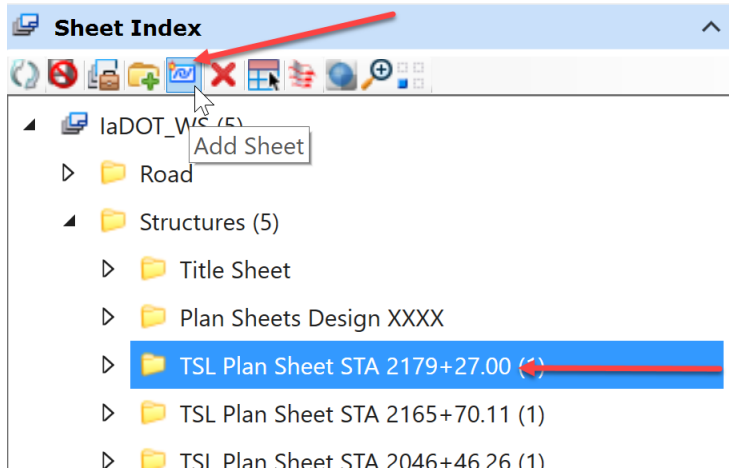 Sheet Index
IaDOT_WS (5)
Add Sheet
Road
Structures (5)
Title Sheet
Plan Sheets Design XXXX
TSL Plan Sheet STA 2179+27.00 (1)
TSL Plan Sheet STA 2165+70.11 (1)
TSL Plan Sheet STA 2046+46.26 (1)